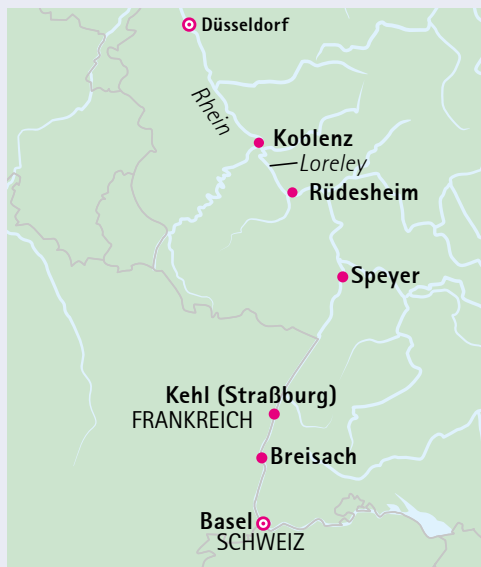 Düsseldorf
Rhein
Koblenz
Loreley
Rüdesheim
Speyer
Kehl (Straßburg)
FRANKREICH
Breisach
Basel
SCHWEIZ